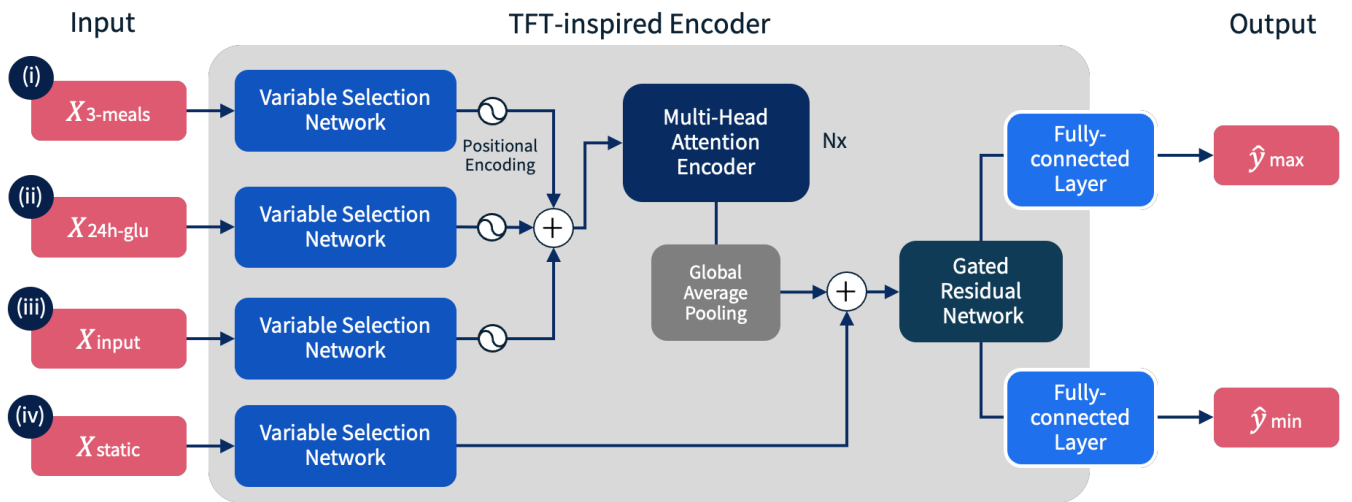 Input
TFT-inspired Encoder
Output
(i)
X 3-meals
Variable Selection
Network
Positional
Encoding
(ii)
X 24h-glu
Variable Selection
Network
+
(iii)
X input
Variable Selection
Network
(iv)
X static
Variable Selection
Network
Multi-Head
Attention
Encoder
Nx
Global
Average
Pooling
+
Gated
Residual
Network
Fully-
connected
Layer
ŷ max
Fully-
connected
Layer
ŷ min